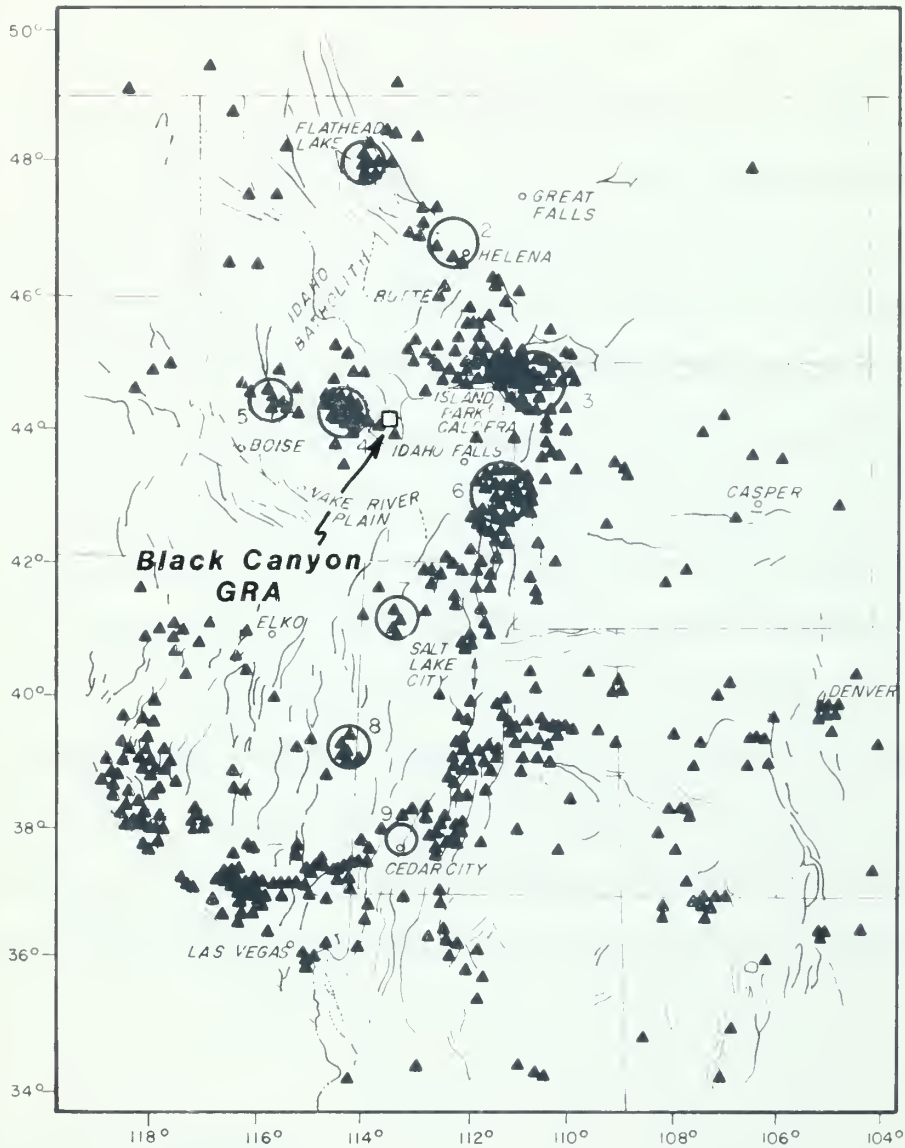 50°
48°
46°
44°
42°
40°
38°
36°
34°
118°
116°
114°
112°
110°
108°
106°
104°
FLATHEAD
LAKE
GREAT
FALLS
2
HELENA
IDAHO
BATHOLITH
BUTTE
ISLAND
PARK
CALDERA
3
5
4
BOISE
IDAHO FALLS
6
CASPER
RIVER
PLAIN
Black Canyon
GRA
7
ELKO
SALT
LAKE
CITY
DENVER
8
9
CEDAR CITY
LAS VEGAS